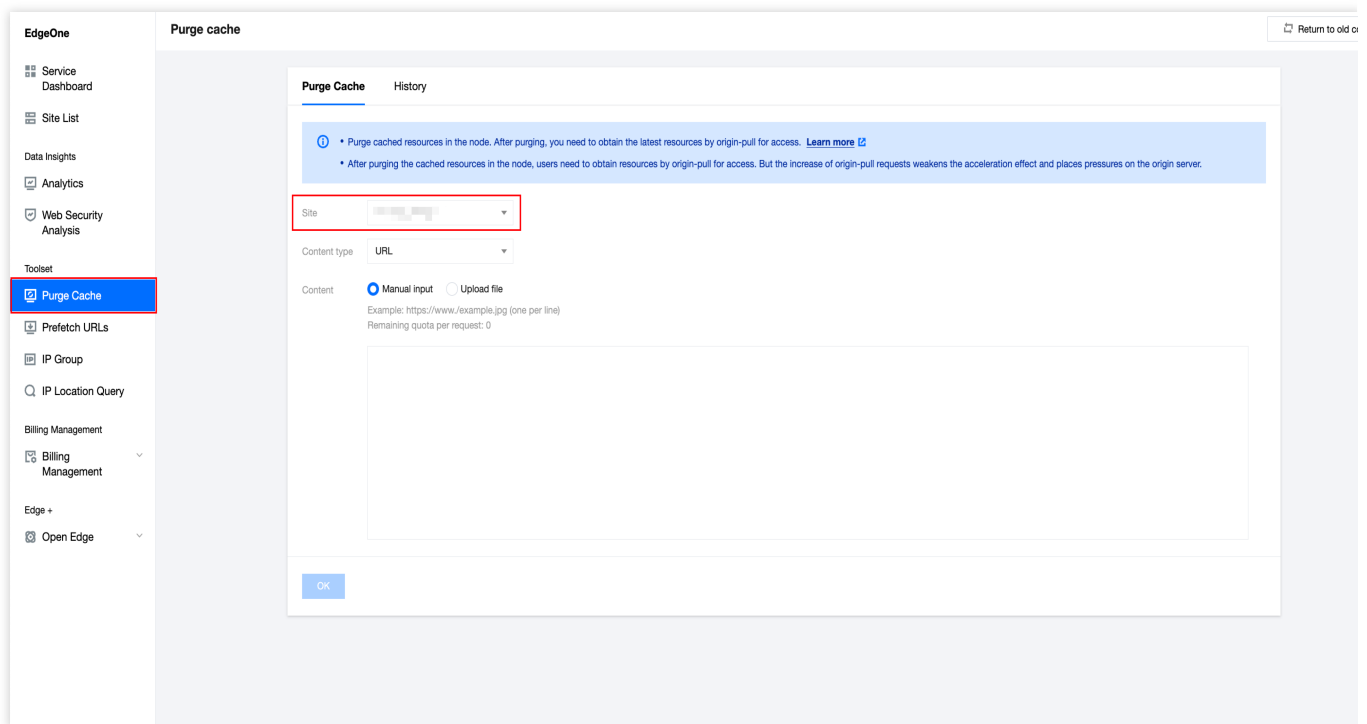 EdgeOne
Purge cache
Return to old
Service
Dashboard
Site List
Data Insights
Analytics
Web Security
Analysis
Toolset
Purge Cache
Prefetch URLs
IP
IP Group
IP Location Query
Billing Management
Billing
Management
Edge +
Open Edge
Purge Cache
History
• Purge cached resources in the node. After purging, you need to obtain the latest resources by origin-pull for access. Learn more
• After purging the cached resources in the node, users need to obtain resources by origin-pull for access. But the increase of origin-pull requests weakens the acceleration effect and places pressures on the origin server.
Site
Content type URL
Content Manual input Upload file
Example: https://www./example.jpg (one per line)
Remaining quota per request: 0
OK